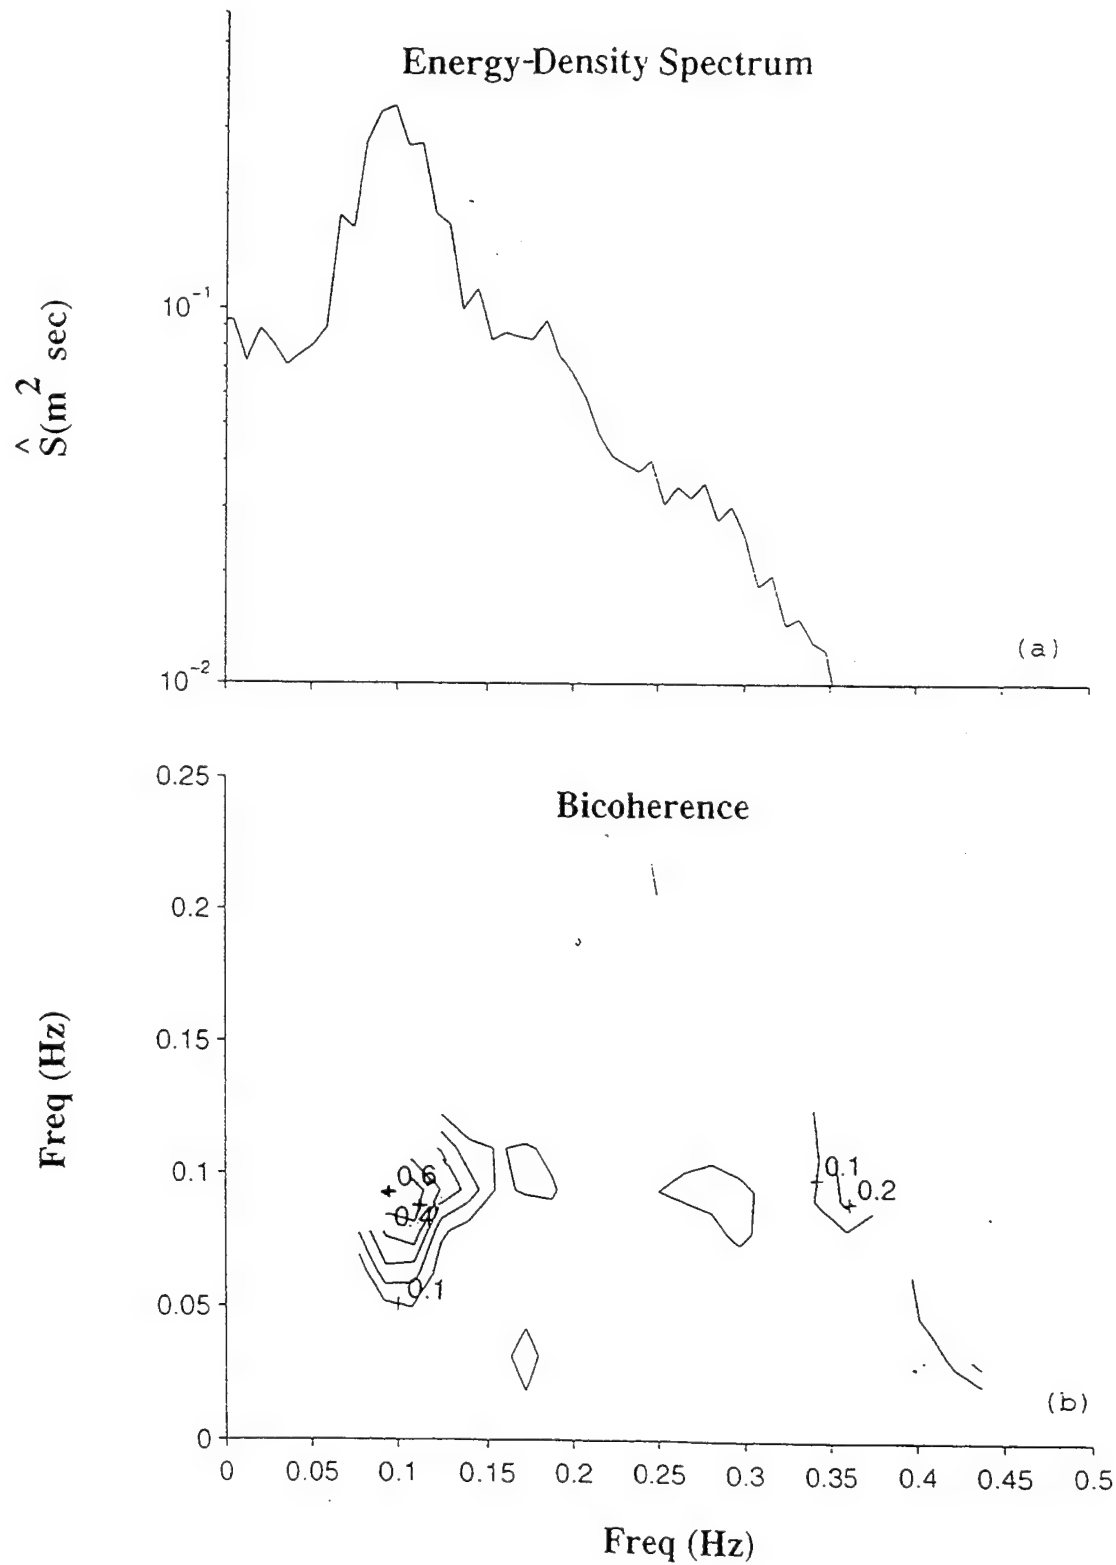 Energy-Density Spectrum
10⁻¹
Ŝ(m² sec)
(a)
10⁻²
0.25
Bicoherence
0.2
0.15
Freq (Hz)
0.1
0.1
0.2
0.6
0.4
0.1
0.05
(b)
0
0 0.05 0.1 0.15 0.2 0.25 0.3 0.35 0.4 0.45 0.5
Freq (Hz)